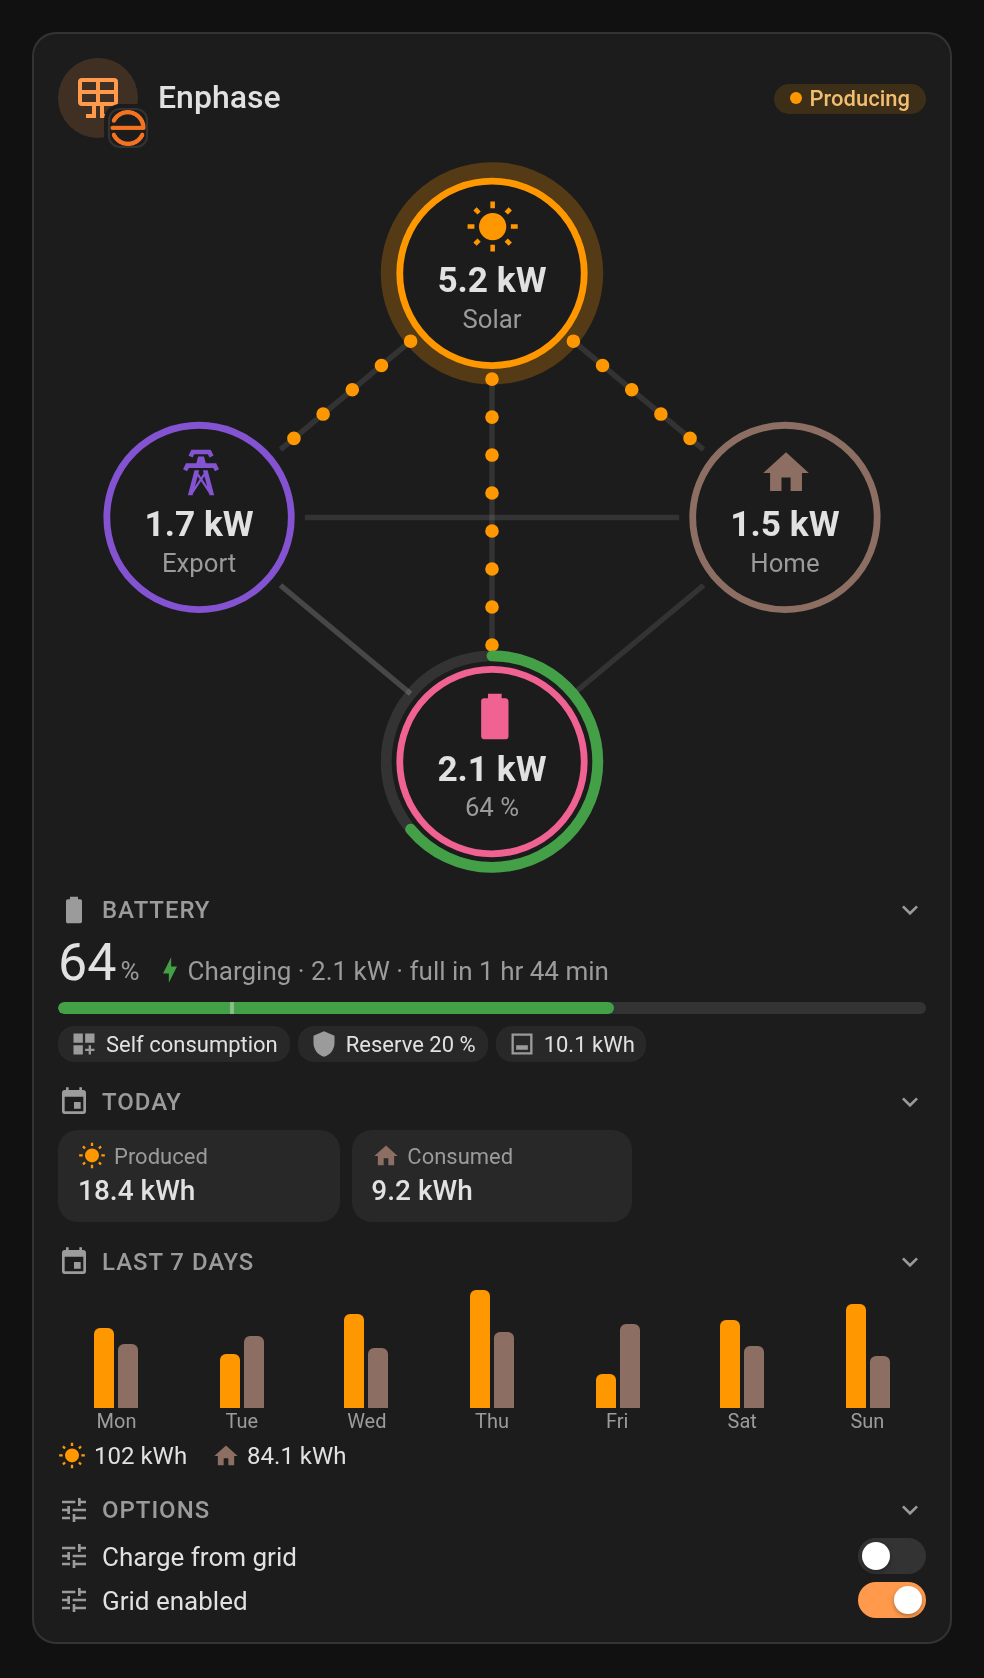 Enphase
Producing
5.2 kW
Solar
1.7 kW
Export
1.5 kW
Home
2.1 kW
64 %
BATTERY
64 % Charging · 2.1 kW · full in 1 hr 44 min
Self consumption Reserve 20 % 10.1 kWh
TODAY
Produced
18.4 kWh
Consumed
9.2 kWh
LAST 7 DAYS
Mon Tue Wed Thu Fri Sat Sun
102 kWh 84.1 kWh
OPTIONS
Charge from grid
Grid enabled